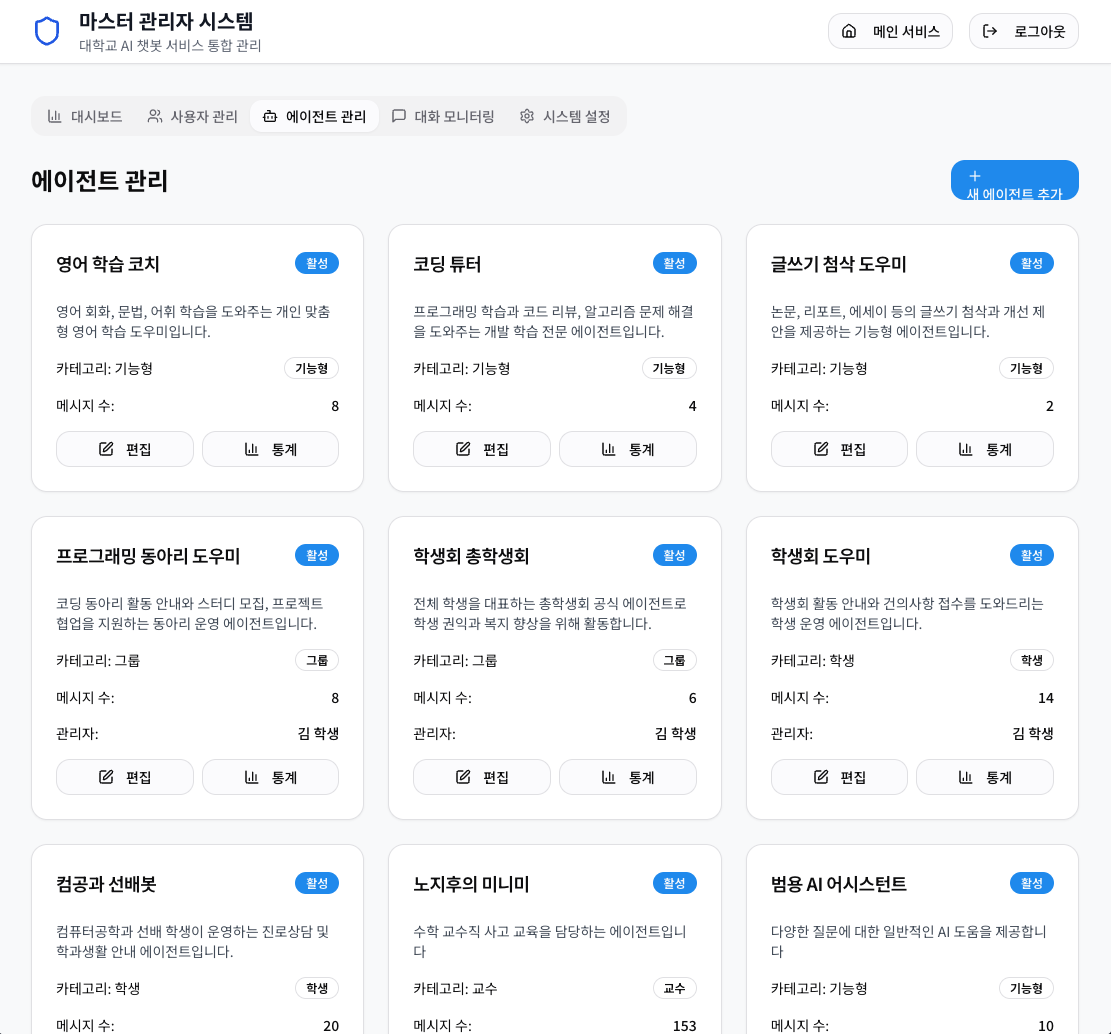 마스터 관리자 시스템
대학교 AI 챗봇 서비스 통합 관리
메인 서비스
로그아웃
대시보드
사용자 관리
에이전트 관리
대화 모니터링
시스템 설정
에이전트 관리
새 에이전트 추가
영어 학습 코치
활성
영어 회화, 문법, 어휘 학습을 도와주는 개인 맞춤
형 영어 학습 도우미입니다.
카테고리: 기능형
기능형
메시지 수:
8
편집
통계
코딩 튜터
활성
프로그래밍 학습과 코드 리뷰, 알고리즘 문제 해결
을 도와주는 개발 학습 전문 에이전트입니다.
카테고리: 기능형
기능형
메시지 수:
4
편집
통계
글쓰기 첨삭 도우미
활성
논문, 리포트, 에세이 등의 글쓰기 첨삭과 개선 제
안을 제공하는 기능형 에이전트입니다.
카테고리: 기능형
기능형
메시지 수:
2
편집
통계
프로그래밍 동아리 도우미
활성
코딩 동아리 활동 안내와 스터디 모집, 프로젝트
협업을 지원하는 동아리 운영 에이전트입니다.
카테고리: 그룹
그룹
메시지 수:
8
관리자:
김 학생
편집
통계
학생회 총학생회
활성
전체 학생을 대표하는 총학생회 공식 에이전트로
학생 권익과 복지 향상을 위해 활동합니다.
카테고리: 그룹
그룹
메시지 수:
6
관리자:
김 학생
편집
통계
학생회 도우미
활성
학생회 활동 안내와 건의사항 접수를 도와드리는
학생 운영 에이전트입니다.
카테고리: 학생
학생
메시지 수:
14
관리자:
김 학생
편집
통계
컴공과 선배봇
활성
컴퓨터공학과 선배 학생이 운영하는 진로상담 및
학과생활 안내 에이전트입니다.
카테고리: 학생
학생
메시지 수:
20
노지후의 미니미
활성
수학 교수직 사고 교육을 담당하는 에이전트입니
다
카테고리: 교수
교수
메시지 수:
153
범용 AI 어시스턴트
활성
다양한 질문에 대한 일반적인 AI 도움을 제공합니
다
카테고리: 기능형
기능형
메시지 수:
10